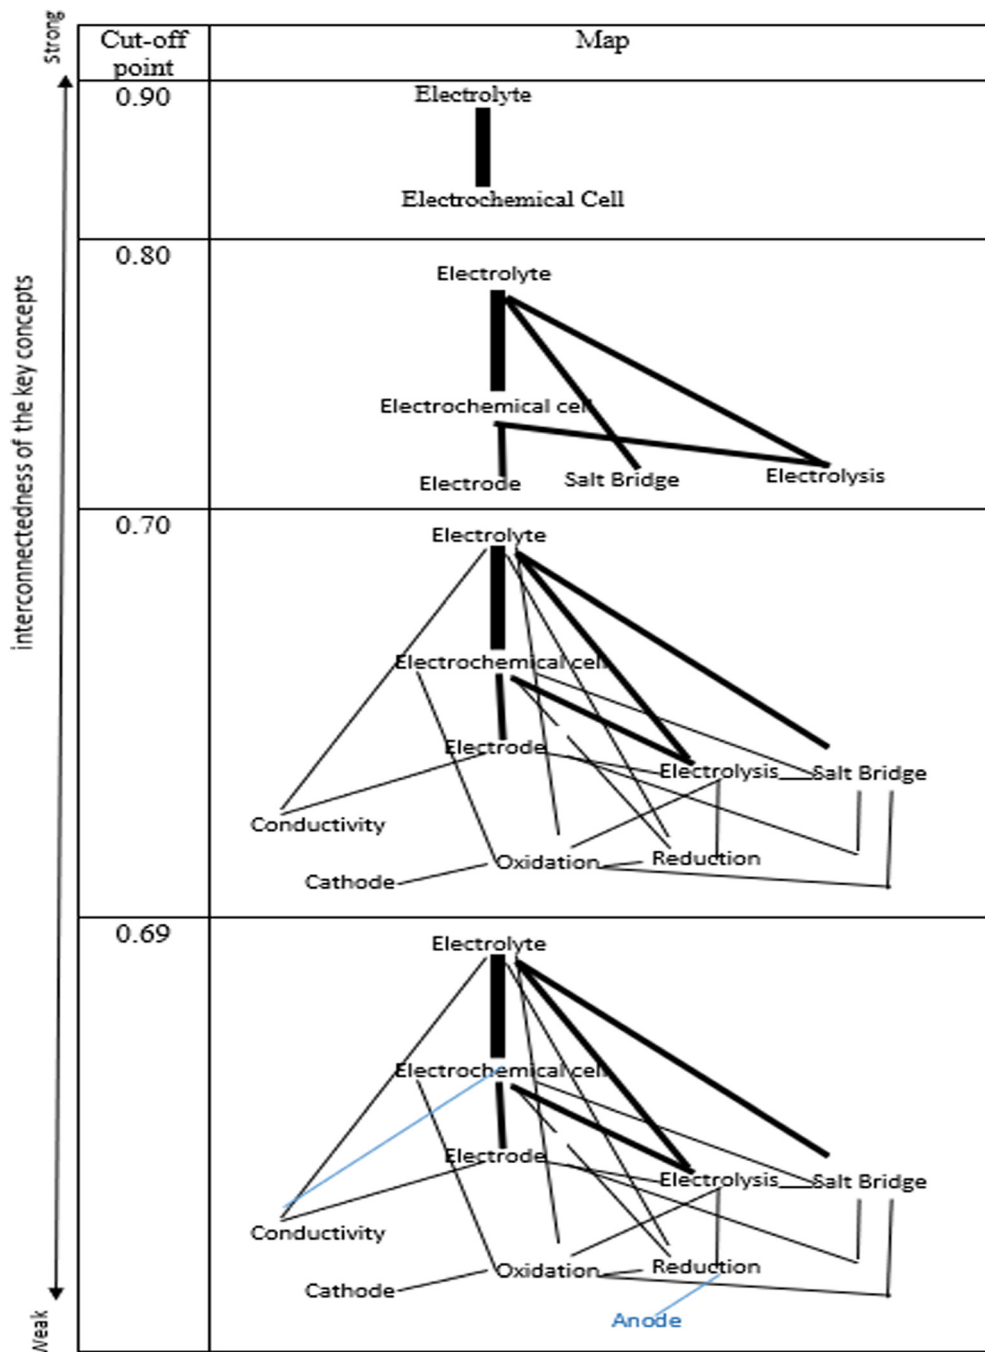 Strong
Cut-off
point
Map
0.90
Electrolyte
Electrochemical Cell
0.80
Electrolyte
Electrochemical cell
Electrode
Salt Bridge
Electrolysis
interconnectedness of the key concepts
0.70
Electrolyte
Electrochemical cell
Electrode
Electrolysis
Salt Bridge
Conductivity
Oxidation
Reduction
Cathode
0.69
Electrolyte
Electrochemical cell
Electrode
Electrolysis
Salt Bridge
Conductivity
Oxidation
Reduction
Cathode
Anode
Weak